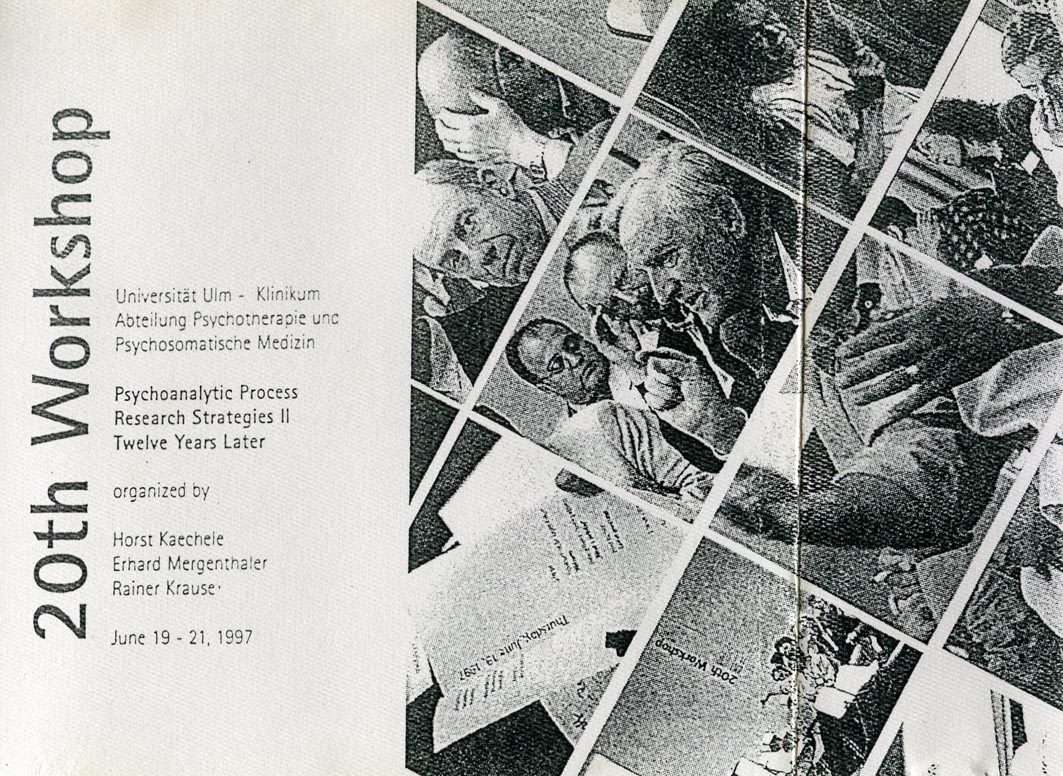 20th Workshop
Universität Ulm - Klinikum
Abteilung Psychotherapie und
Psychosomatische Medizin
Psychoanalytic Process
Research Strategies II
Twelve Years Later
organized by
Horst Kaechele
Erhard Mergenthaler
Rainer Krause
June 19 - 21, 1997
Thursday, June 19, 1997
20th Workshop